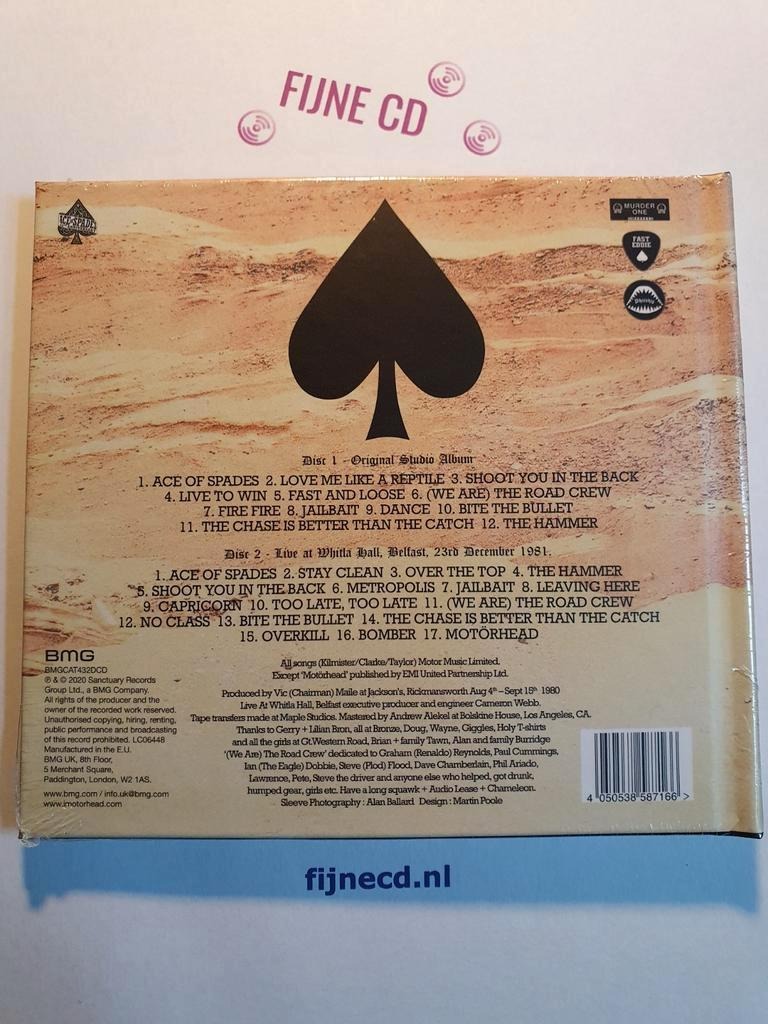 FIJNE CD
ACE OF SPADES
MURDER
ONE
FAST
EDDIE
Disc 1 - Original Studio Album
1. ACE OF SPADES 2. LOVE ME LIKE A REPTILE 3. SHOOT YOU IN THE BACK
4. LIVE TO WIN 5. FAST AND LOOSE 6. (WE ARE) THE ROAD CREW
7. FIRE FIRE 8. JAILBAIT 9. DANCE 10. BITE THE BULLET
11. THE CHASE IS BETTER THAN THE CATCH 12. THE HAMMER
Disc 2 - Live at Whitla Hall, Belfast, 23rd December 1981.
1. ACE OF SPADES 2. STAY CLEAN 3. OVER THE TOP 4. THE HAMMER
5. SHOOT YOU IN THE BACK 6. METROPOLIS 7. JAILBAIT 8. LEAVING HERE
9. CAPRICORN 10. TOO LATE, TOO LATE 11. (WE ARE) THE ROAD CREW
12. NO CLASS 13. BITE THE BULLET 14. THE CHASE IS BETTER THAN THE CATCH
15. OVERKILL 16. BOMBER 17. MOTÖRHEAD
BMG
BMGCAT432DCD
℗ & © 2020 Sanctuary Records
Group Ltd., a BMG Company.
All rights of the producer and the
owner of the recorded work reserved.
Unauthorised copying, hiring, renting,
public performance and broadcasting
of this record prohibited. LC06448
Manufactured in the E.U.
BMG UK, 8th Floor,
5 Merchant Square,
Paddington, London, W2 1AS.
www.bmg.com / info.uk@bmg.com
www.imotorhead.com
All songs (Kilmister/Clarke/Taylor) Motor Music Limited.
Except 'Motörhead' published by EMI United Partnership Ltd.
Produced by Vic (Chairman) Maile at Jackson's, Rickmansworth Aug 4th - Sept 15th 1980
Live At Whitla Hall, Belfast executive producer and engineer Cameron Webb.
Tape transfers made at Maple Studios. Mastered by Andrew Alekel at Bolskine House, Los Angeles, CA.
Thanks to Gerry + Lilian Bron, all at Bronze, Doug, Wayne, Giggles, Holy T-shirts
and all the girls at Gt.Western Road, Brian + family Tawn, Alan and family Burridge
'(We Are) The Road Crew' dedicated to Graham (Renaldo) Reynolds, Paul Cummings,
Ian (The Eagle) Dobbie, Steve (Flod) Flood, Dave Chamberlain, Phil Ariado,
Lawrence, Pete, Steve the driver and anyone else who helped, got drunk,
humped gear, girls etc. Have a long squawk + Audio Lease + Chameleon.
Sleeve Photography : Alan Ballard Design : Martin Poole
4 050538 587166 >
fijnecd.nl